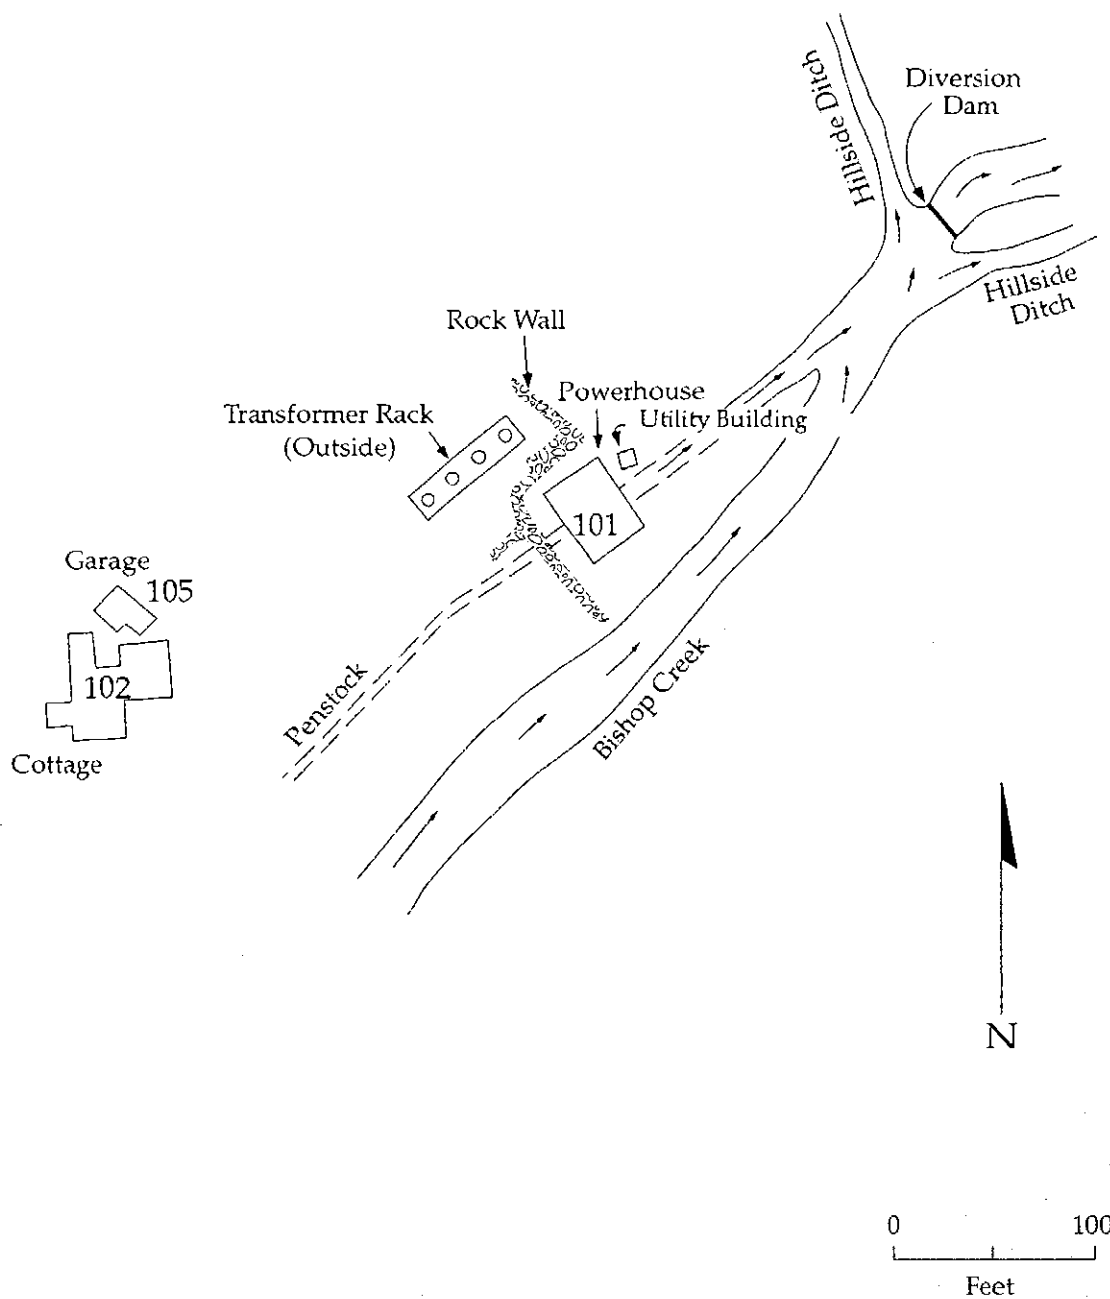 Hillside Ditch
Diversion
Dam
Hillside
Ditch
Rock Wall
Powerhouse
Utility Building
Transformer Rack
(Outside)
101
Garage
105
102
Cottage
Penstock
Bishop Creek
N
0 100
Feet